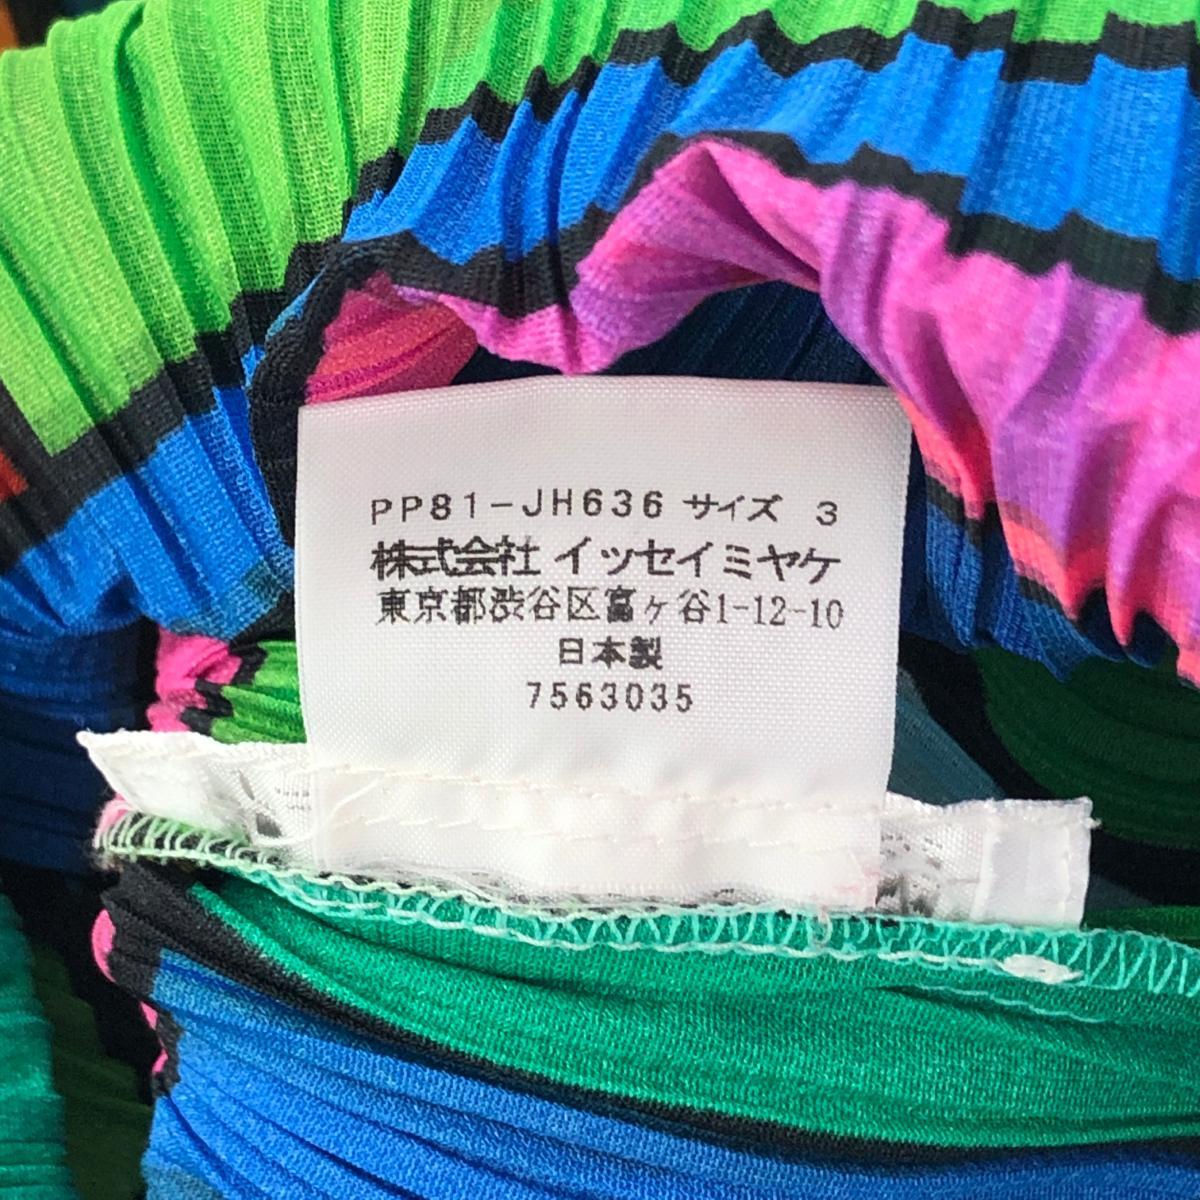 PP81-JH636 サイズ 3
株式会社 イッセイミヤケ
東京都渋谷区富ヶ谷1-12-10
日本製
7563035